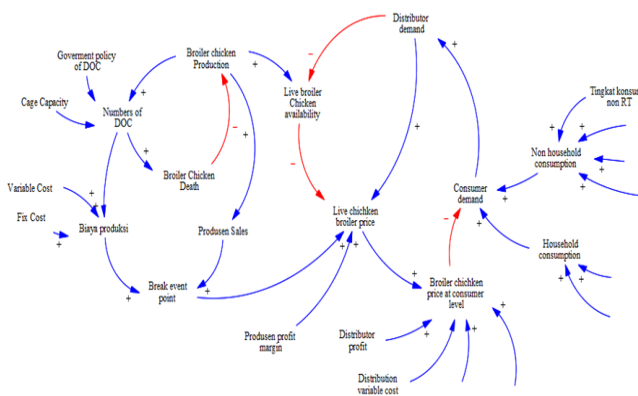 Distributor
demand
Goverment policy
of DOC
Broiler chicken
Production
+
−
+
+
Live broiler
Chicken
availability
Cage Capacity
+
+
Numbers of
DOC
+
−
+
+
Tingkat konsu
non RT
+
+
+
+
Non household
consumption
+
−
Broiler Chicken
Death
Variable Cost
+
Fix Cost
+
Biaya produksi
Consumer
demand
+
+
−
Live chichken
broiler price
Produsen Sales
Household
consumption
+
+
+
+
+
+
Break event
point
+
+
Broiler chichken
price at consumer
level
Produsen profit
margin
Distributor
profit
+
+
+
+
Distribution
variable cost